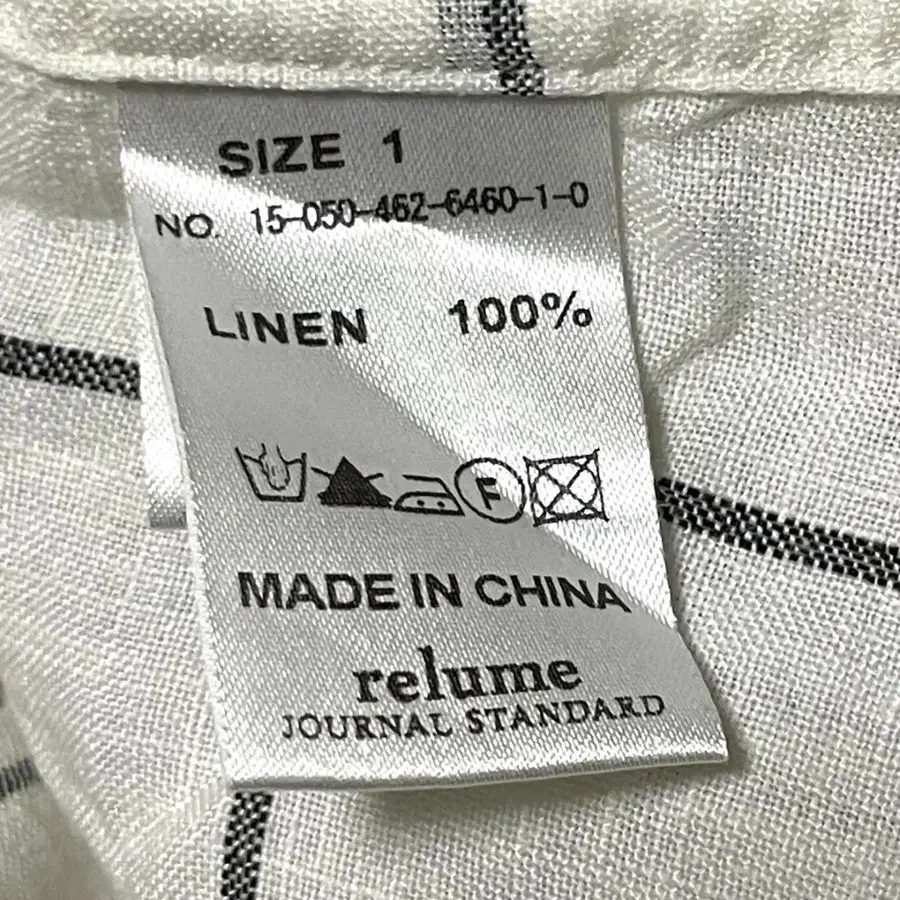 SIZE 1
NO. 15-050-462-6460-1-0
LINEN 100%
F
MADE IN CHINA
relume
JOURNAL STANDARD